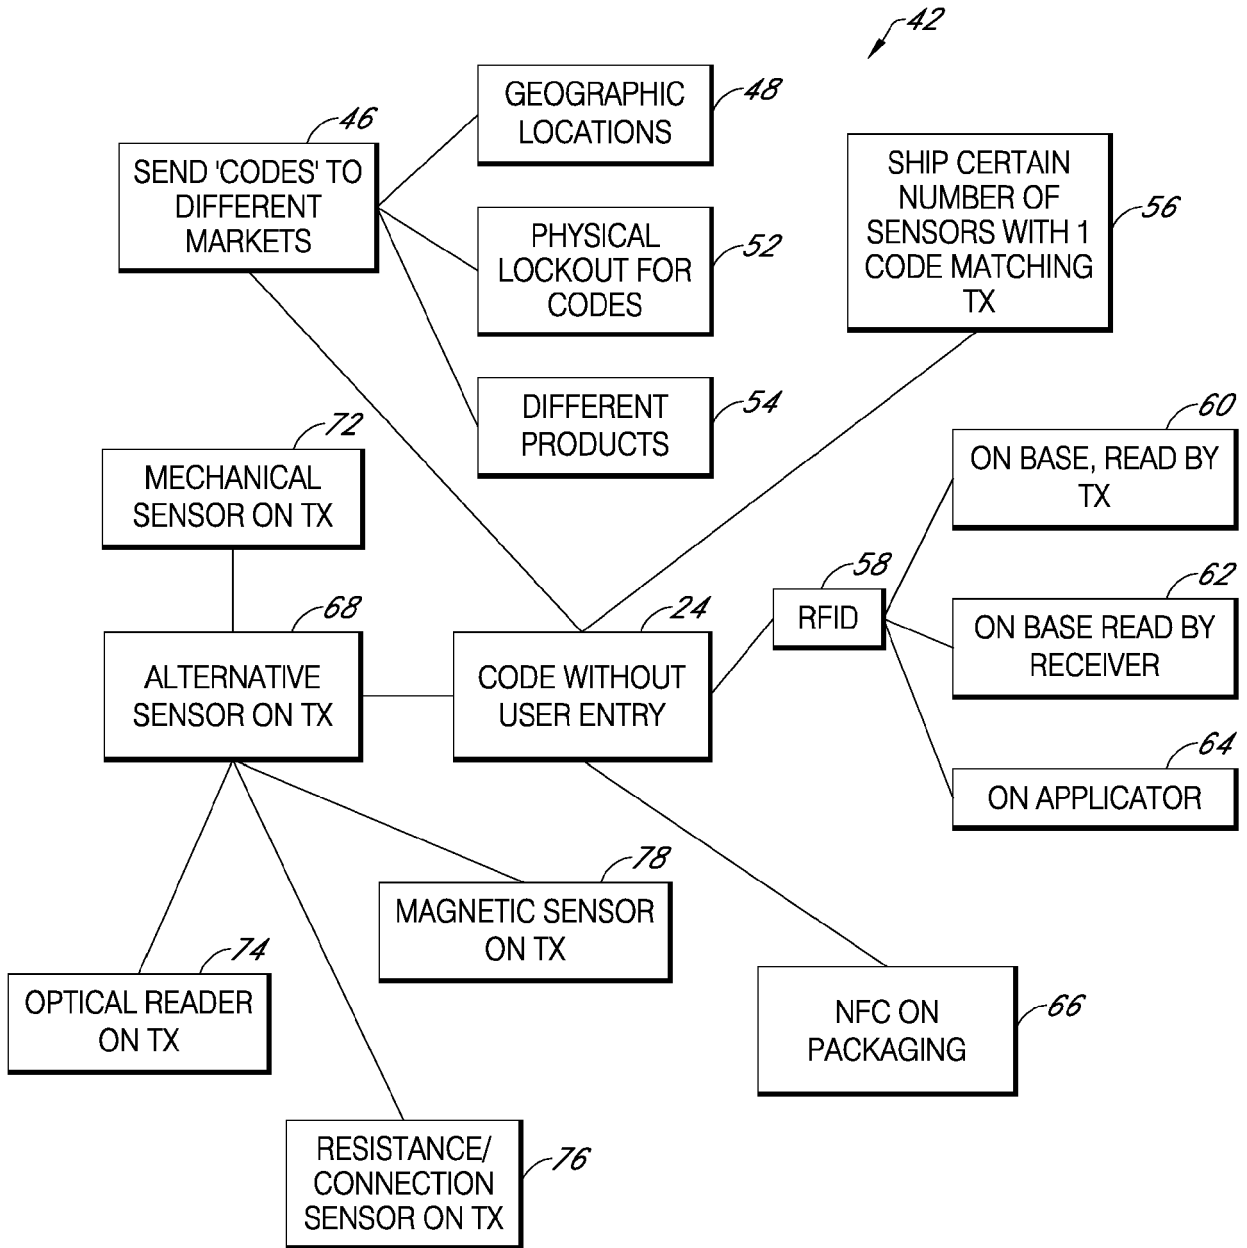 42
46
SEND 'CODES' TO
DIFFERENT
MARKETS
GEOGRAPHIC
LOCATIONS
48
PHYSICAL
LOCKOUT FOR
CODES
52
DIFFERENT
PRODUCTS
54
SHIP CERTAIN
NUMBER OF
SENSORS WITH 1
CODE MATCHING
TX
56
72
MECHANICAL
SENSOR ON TX
68
ALTERNATIVE
SENSOR ON TX
24
CODE WITHOUT
USER ENTRY
58
RFID
60
ON BASE, READ BY
TX
62
ON BASE READ BY
RECEIVER
64
ON APPLICATOR
78
MAGNETIC SENSOR
ON TX
74
OPTICAL READER
ON TX
NFC ON
PACKAGING
66
RESISTANCE/
CONNECTION
SENSOR ON TX
76